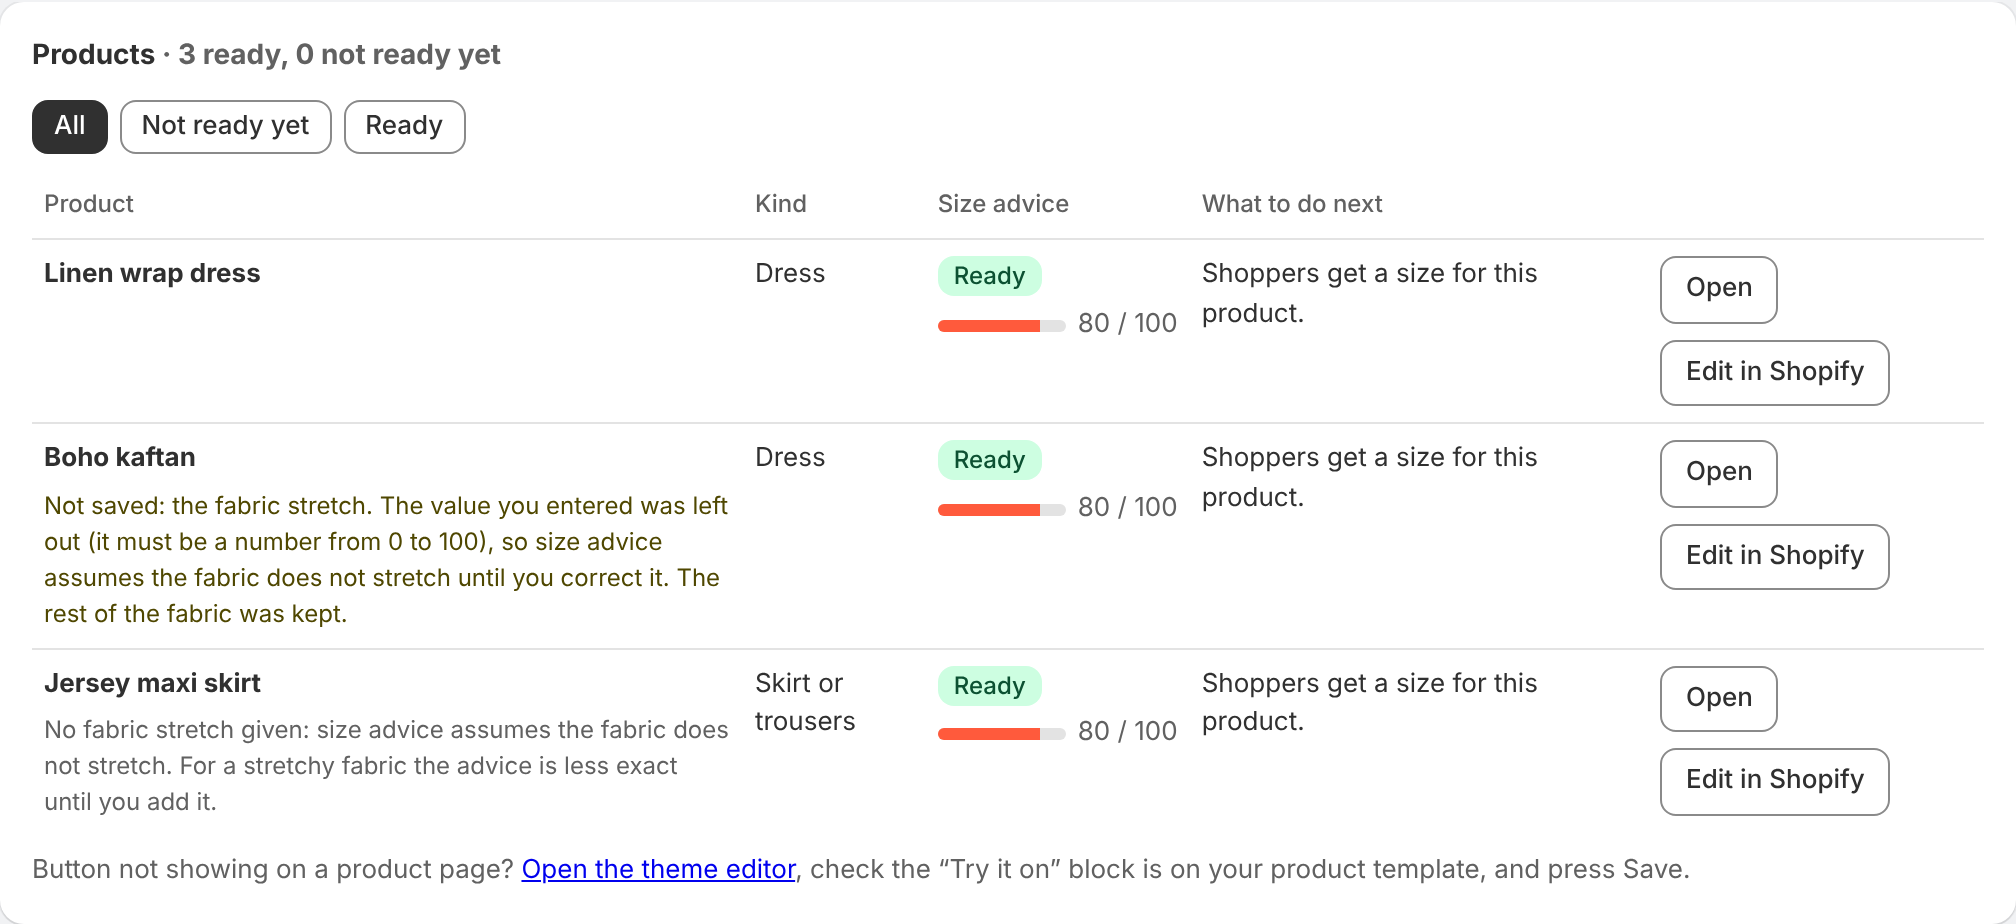 Products · 3 ready, 0 not ready yet
All Not ready yet Ready
Product Kind Size advice What to do next
Linen wrap dress
Dress
Ready
80 / 100
Shoppers get a size for this
product.
Open
Edit in Shopify
Boho kaftan
Not saved: the fabric stretch. The value you entered was left
out (it must be a number from 0 to 100), so size advice
assumes the fabric does not stretch until you correct it. The
rest of the fabric was kept.
Dress
Ready
80 / 100
Shoppers get a size for this
product.
Open
Edit in Shopify
Jersey maxi skirt
No fabric stretch given: size advice assumes the fabric does
not stretch. For a stretchy fabric the advice is less exact
until you add it.
Skirt or
trousers
Ready
80 / 100
Shoppers get a size for this
product.
Open
Edit in Shopify
Button not showing on a product page? Open the theme editor, check the “Try it on” block is on your product template, and press Save.